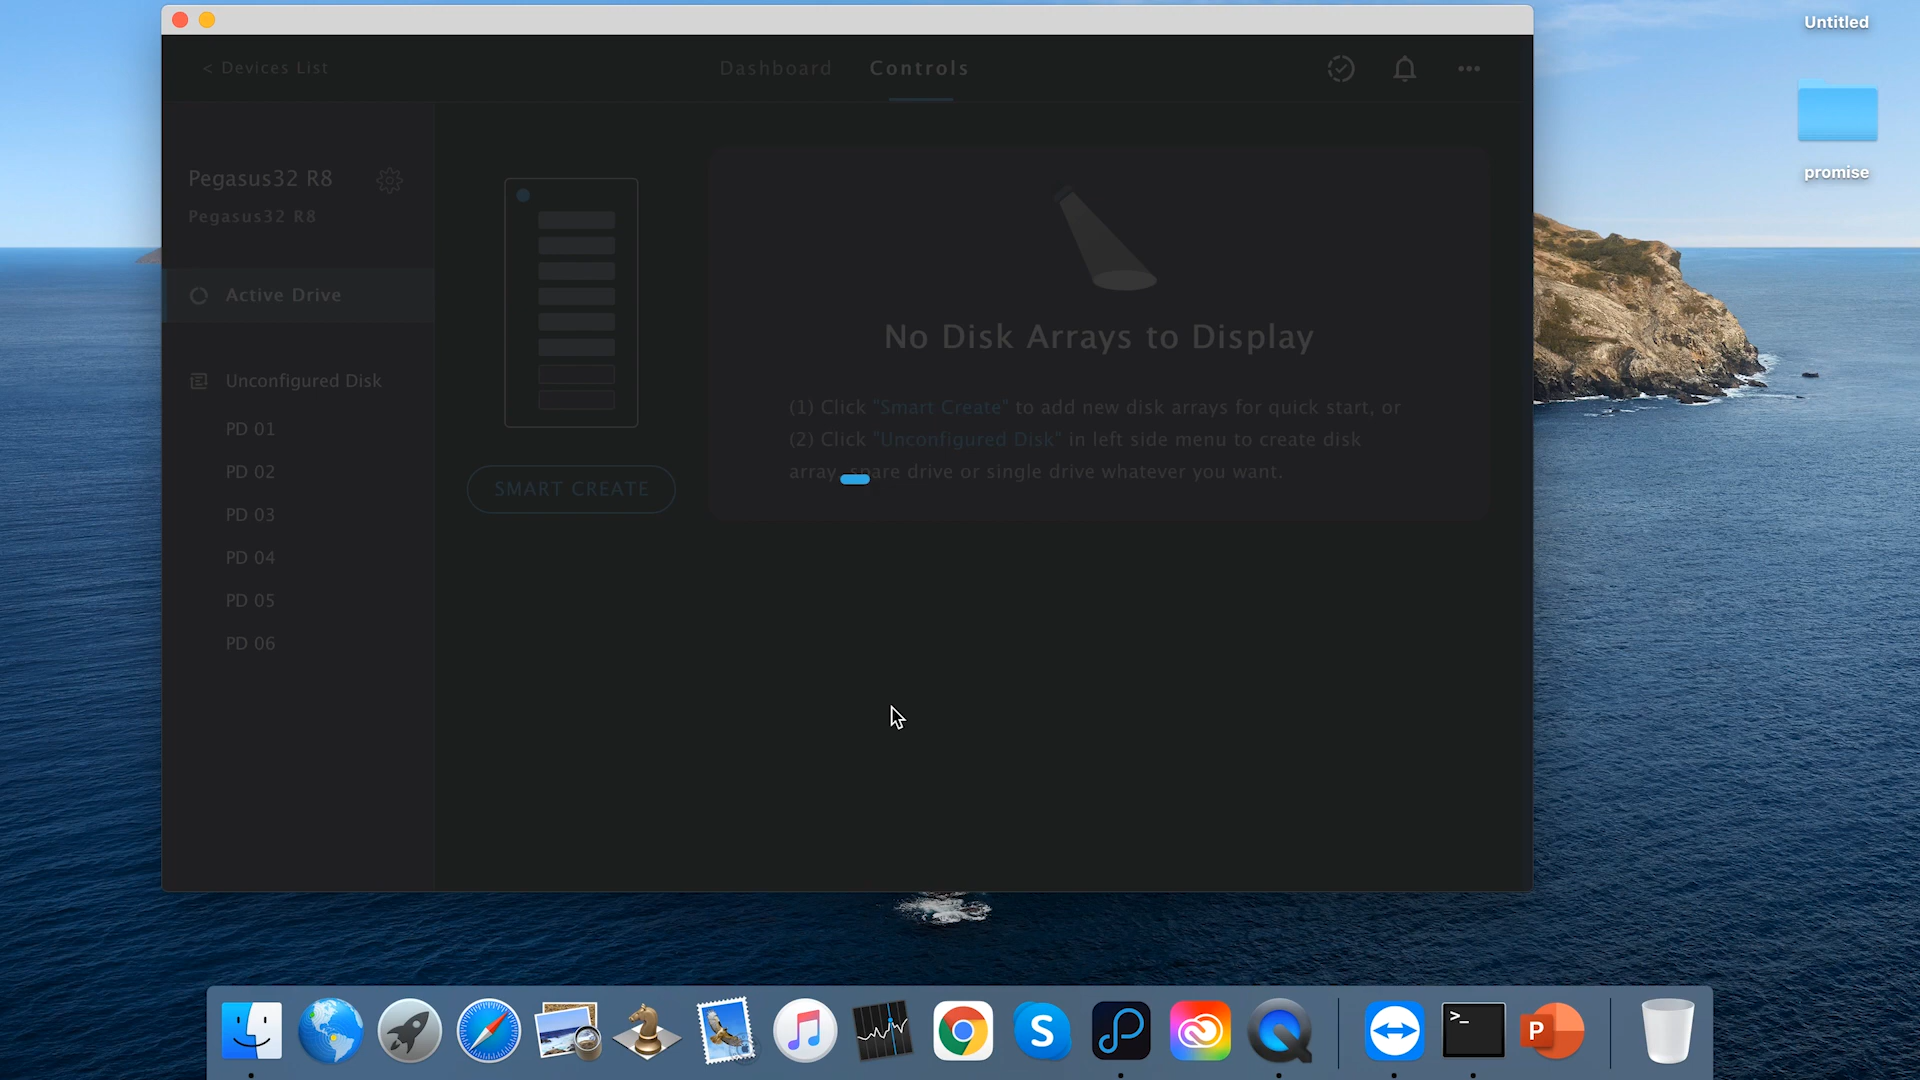 Untitled
< Devices List
Dashboard
Controls
promise
Pegasus32 R8
Pegasus32 R8
Active Drive
Unconfigured Disk
PD 01
PD 02
PD 03
PD 04
PD 05
PD 06
SMART CREATE
No Disk Arrays to Display
(1) Click "Smart Create" to add new disk arrays for quick start, or
(2) Click "Unconfigured Disk" in left side menu to create disk
array, spare drive or single drive whatever you want.
S
>_
P